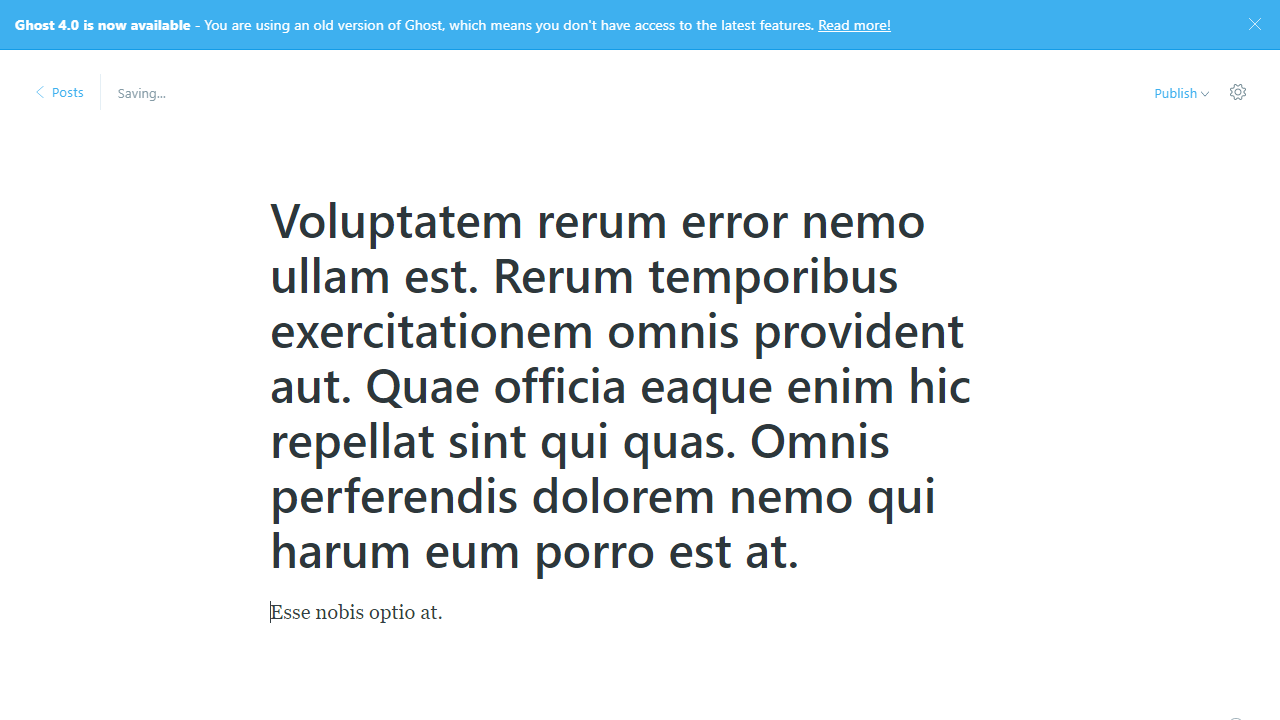 Ghost 4.0 is now available - You are using an old version of Ghost, which means you don't have access to the latest features. Read more!
Posts
Saving...
Publish
Voluptatem rerum error nemo
ullam est. Rerum temporibus
exercitationem omnis provident
aut. Quae officia eaque enim hic
repellat sint qui quas. Omnis
perferendis dolorem nemo qui
harum eum porro est at.
Esse nobis optio at.